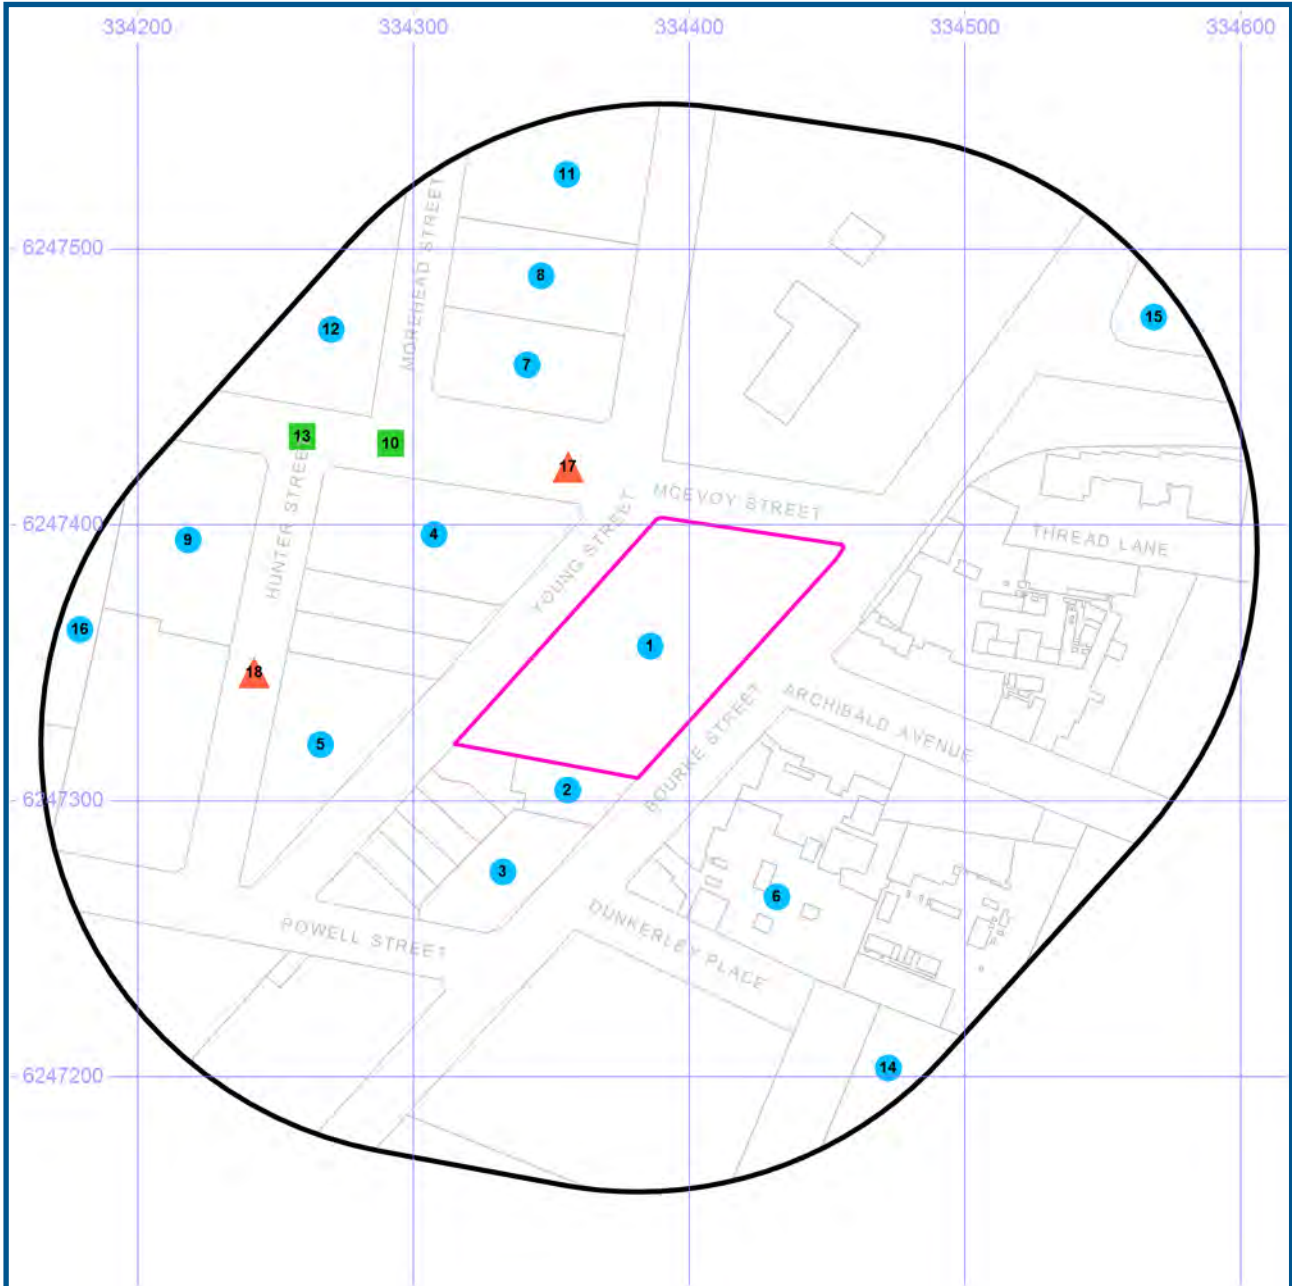 334200 334300 334400 334500 334600
11
6247500
MOREHEAD STREET
8
15
12
7
13
10
17
MCEVOY STREET
6247400
4
9
THREAD LANE
HUNTER STREET
YOUNG STREET
16
1
18
ARCHIBALD AVENUE
5
BOURKE STREET
2
6247300
3
6
POWELL STREET
DUNKERLEY PLACE
14
6247200